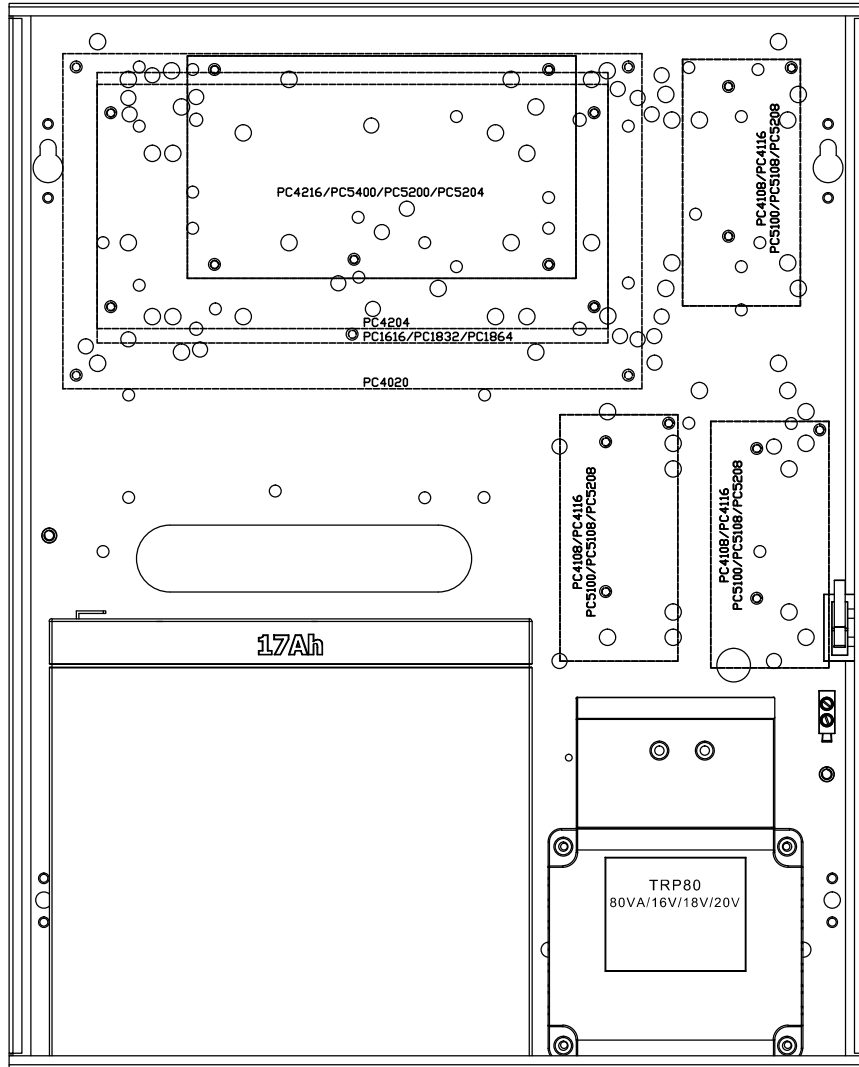 PC4108/PC4116
PC5100/PC5108/PC5208
PC4216/PC5400/PC5200/PC5204
PC4204
PC1616/PC1832/PC1864
PC4020
PC4108/PC4116
PC5100/PC5108/PC5208
PC4108/PC4116
PC5100/PC5108/PC5208
17Ah
TRP80
80VA/16V/18V/20V